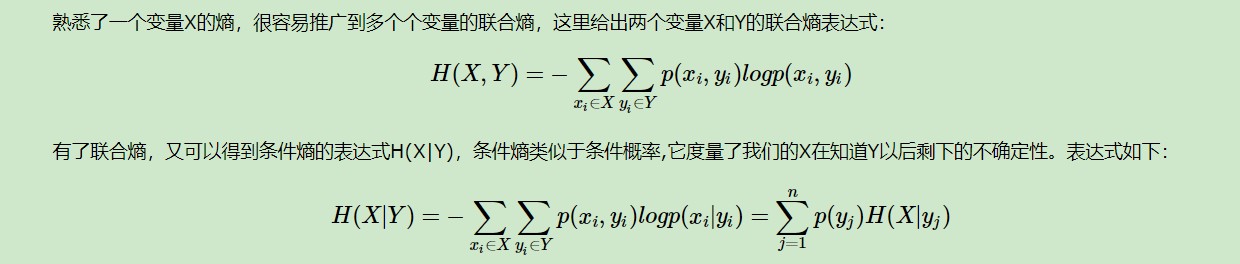 熟悉了一个变量X的熵，很容易推广到多个个变量的联合熵，这里给出两个变量X和Y的联合熵表达式：
$$H(X,Y) = -\sum_{x_i \in X}\sum_{y_i \in Y} p(x_i,y_i)logp(x_i,y_i)$$
有了联合熵，又可以得到条件熵的表达式H(X|Y)，条件熵类似于条件概率,它度量了我们的X在知道Y以后剩下的不确定性。表达式如下：
$$H(X|Y) = -\sum_{x_i \in X}\sum_{y_i \in Y} p(x_i,y_i)logp(x_i|y_i) = \sum_{j=1}^{n} p(y_j)H(X|y_j)$$